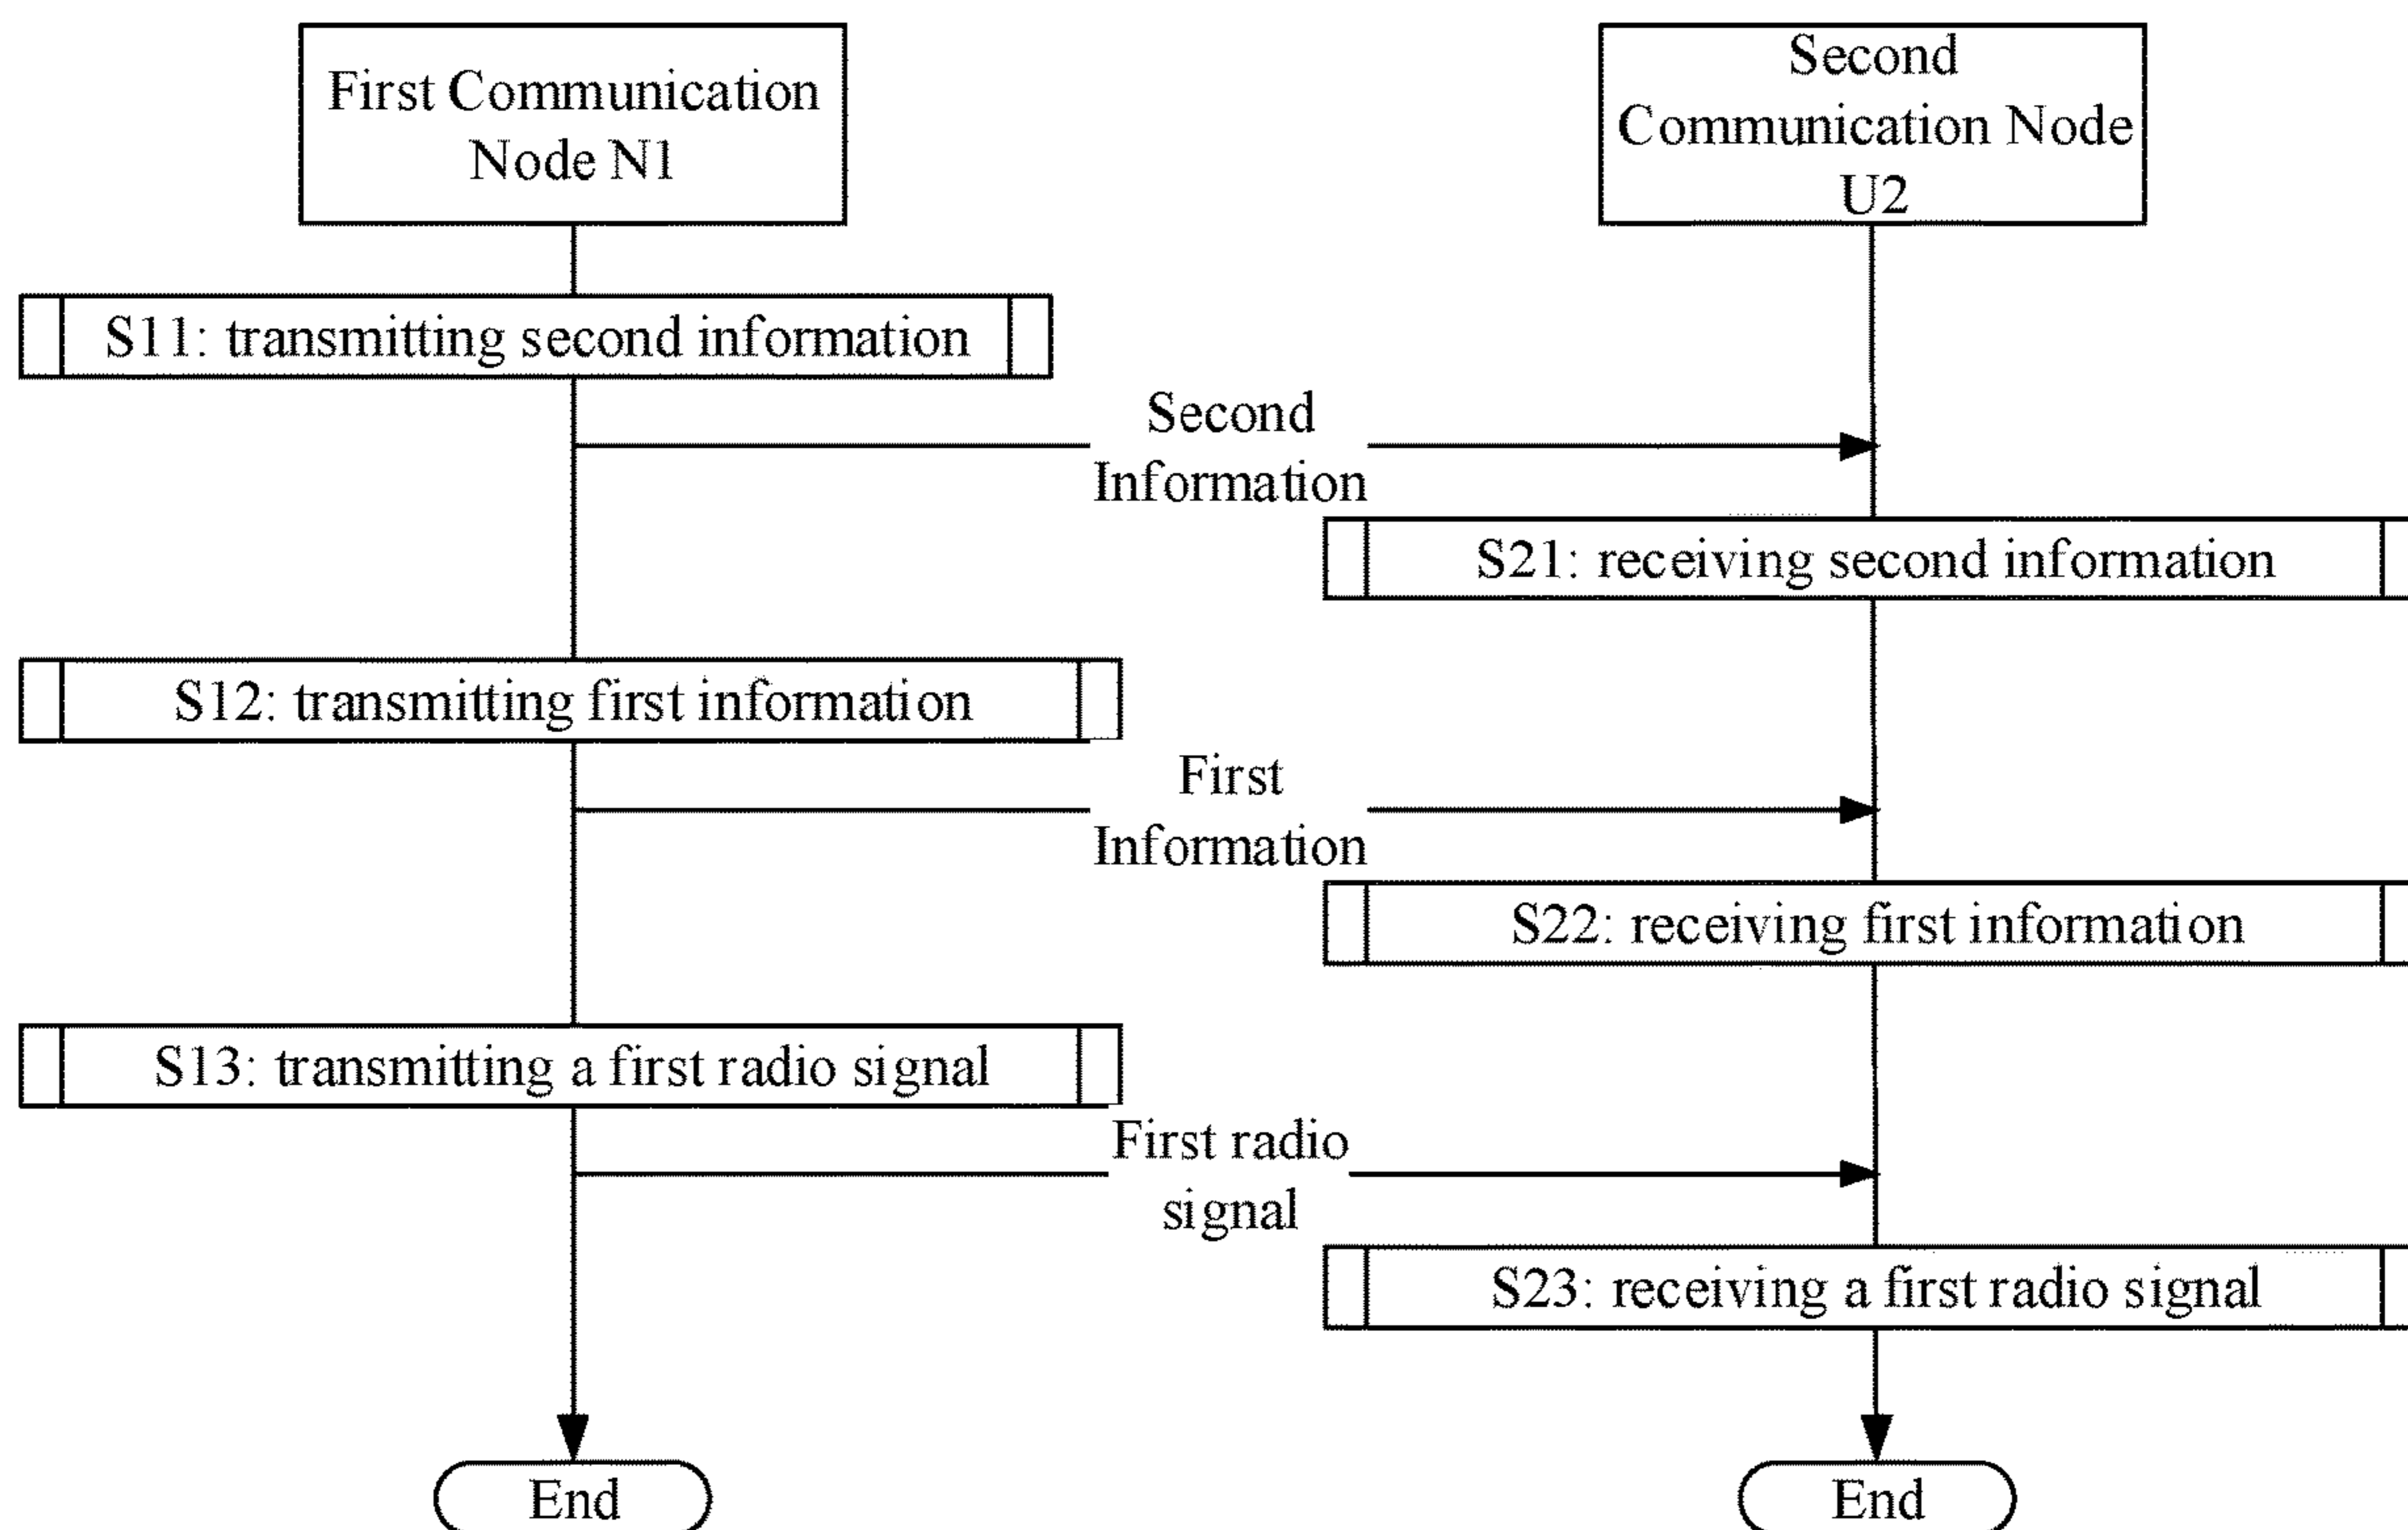 First Communication
Node N1
Second
Communication Node
U2
S11: transmitting second information
Second
Information
S21: receiving second information
S12: transmitting first information
First
Information
S22: receiving first information
S13: transmitting a first radio signal
First radio
signal
S23: receiving a first radio signal
End
End